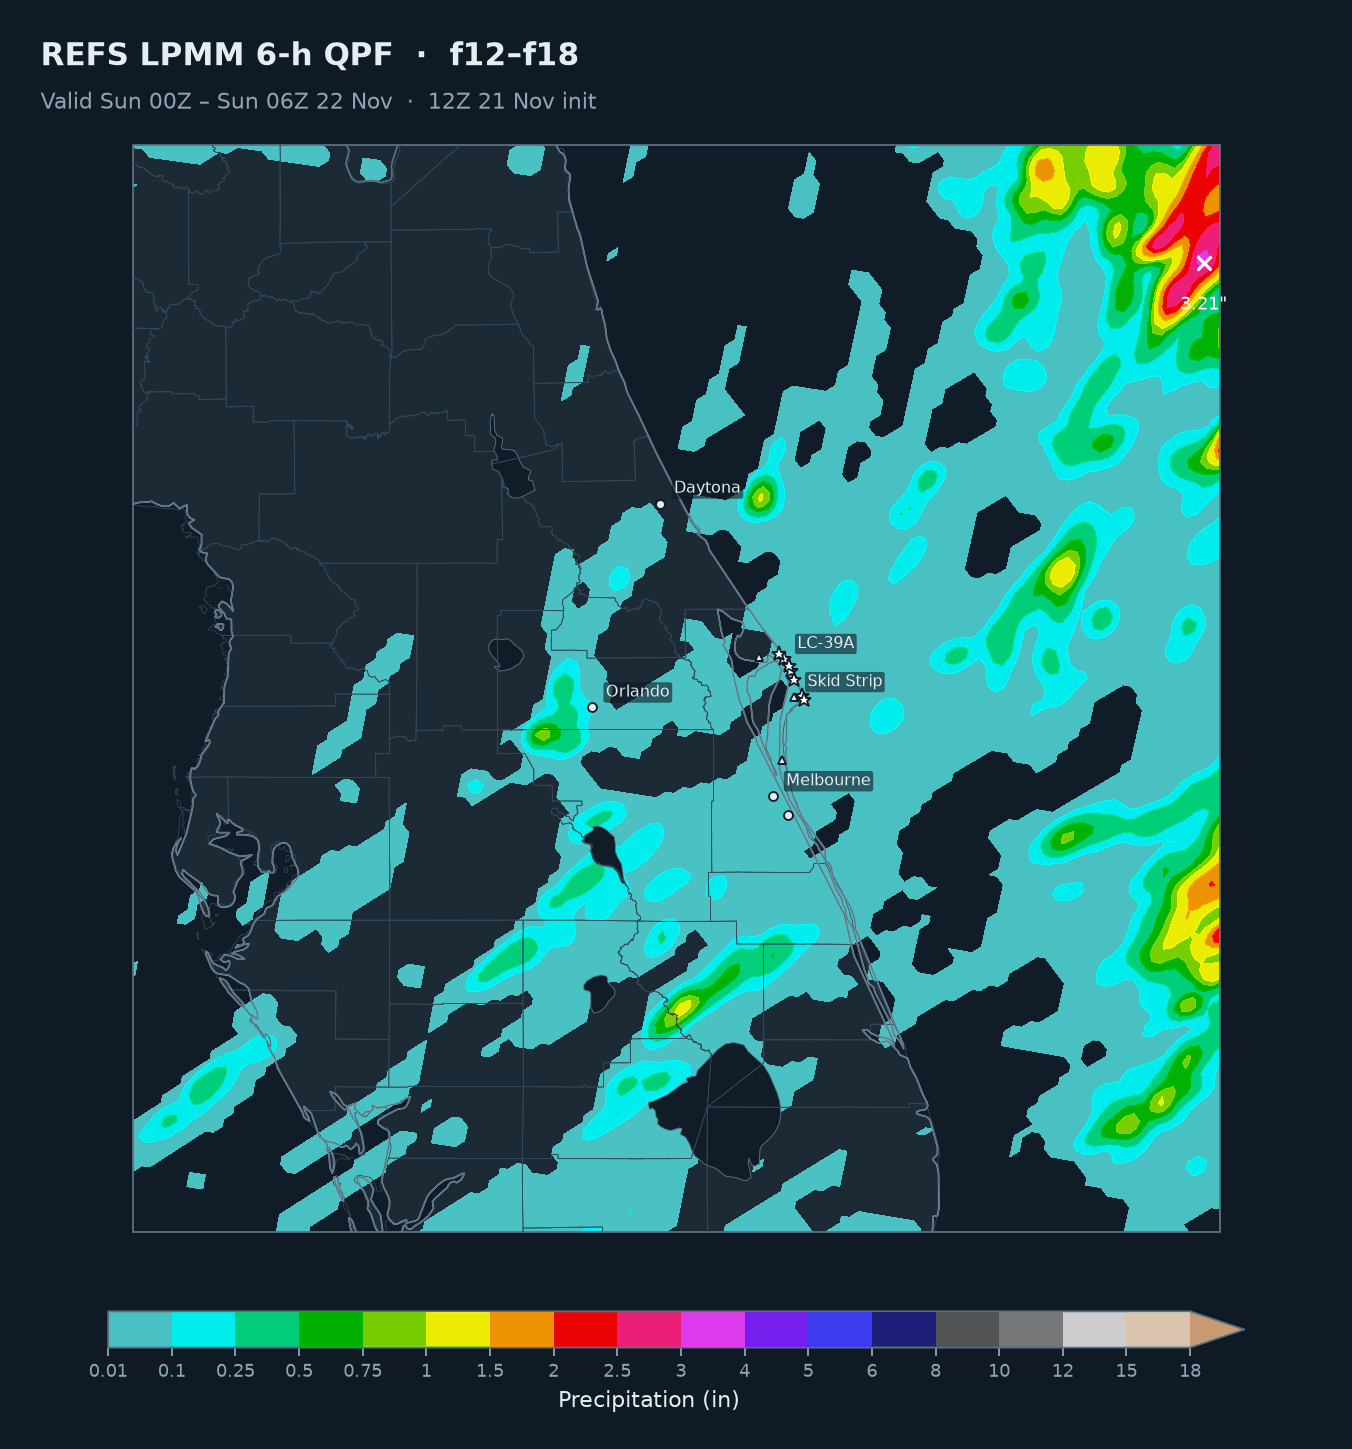 REFS LPMM 6-h QPF · f12–f18
Valid Sun 00Z – Sun 06Z 22 Nov · 12Z 21 Nov init
3.21"
Daytona
LC-39A
Skid Strip
Orlando
Melbourne
0.01 0.1 0.25 0.5 0.75 1 1.5 2 2.5 3 4 5 6 8 10 12 15 18
Precipitation (in)